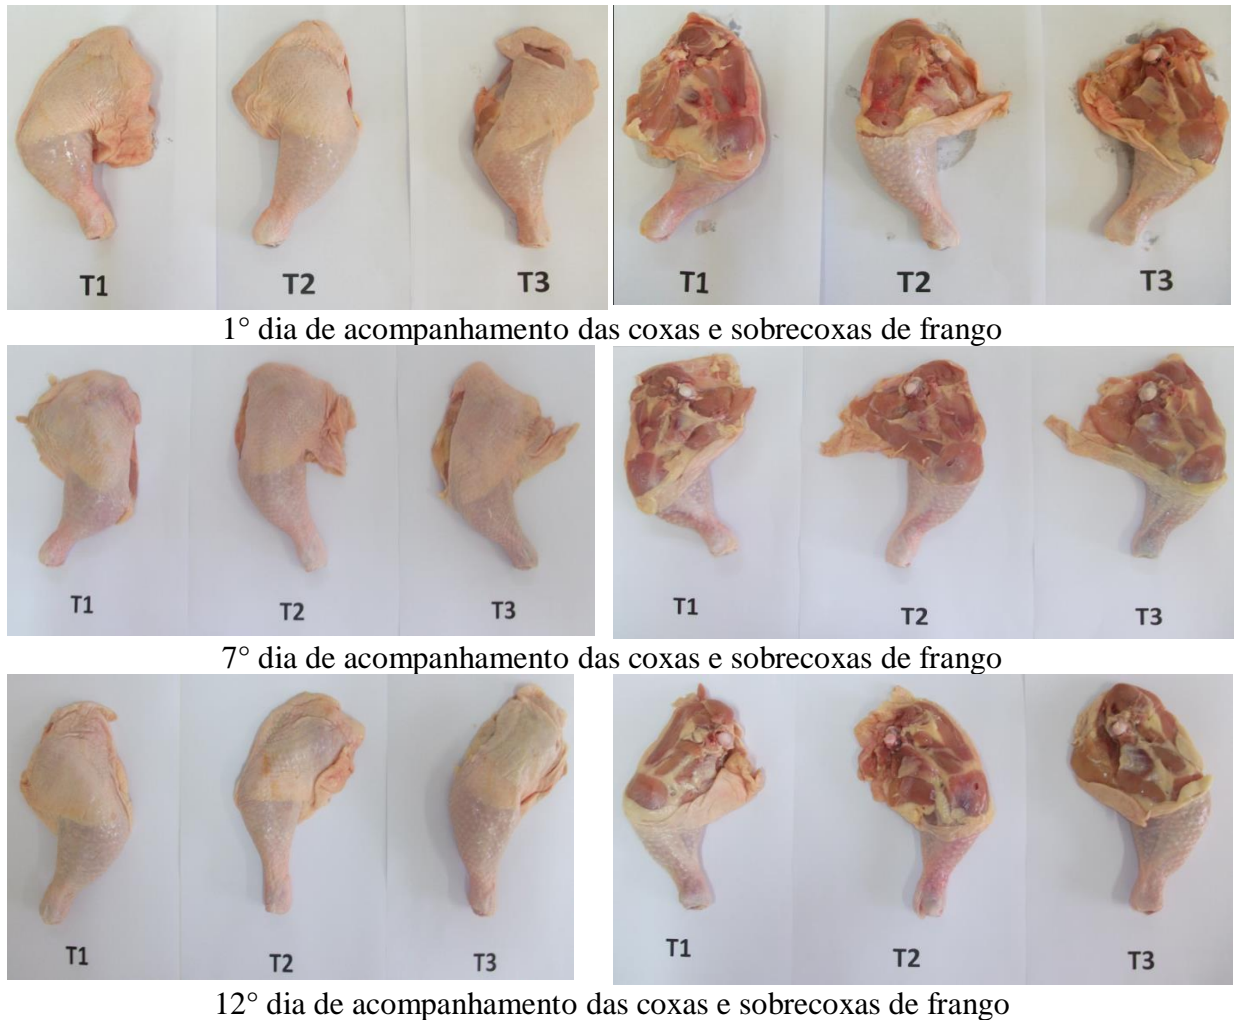 T1 T2 T3 T1 T2 T3
1° dia de acompanhamento das coxas e sobrecoxas de frango
T1 T2 T3 T1 T2 T3
7° dia de acompanhamento das coxas e sobrecoxas de frango
T1 T2 T3 T1 T2 T3
12° dia de acompanhamento das coxas e sobrecoxas de frango